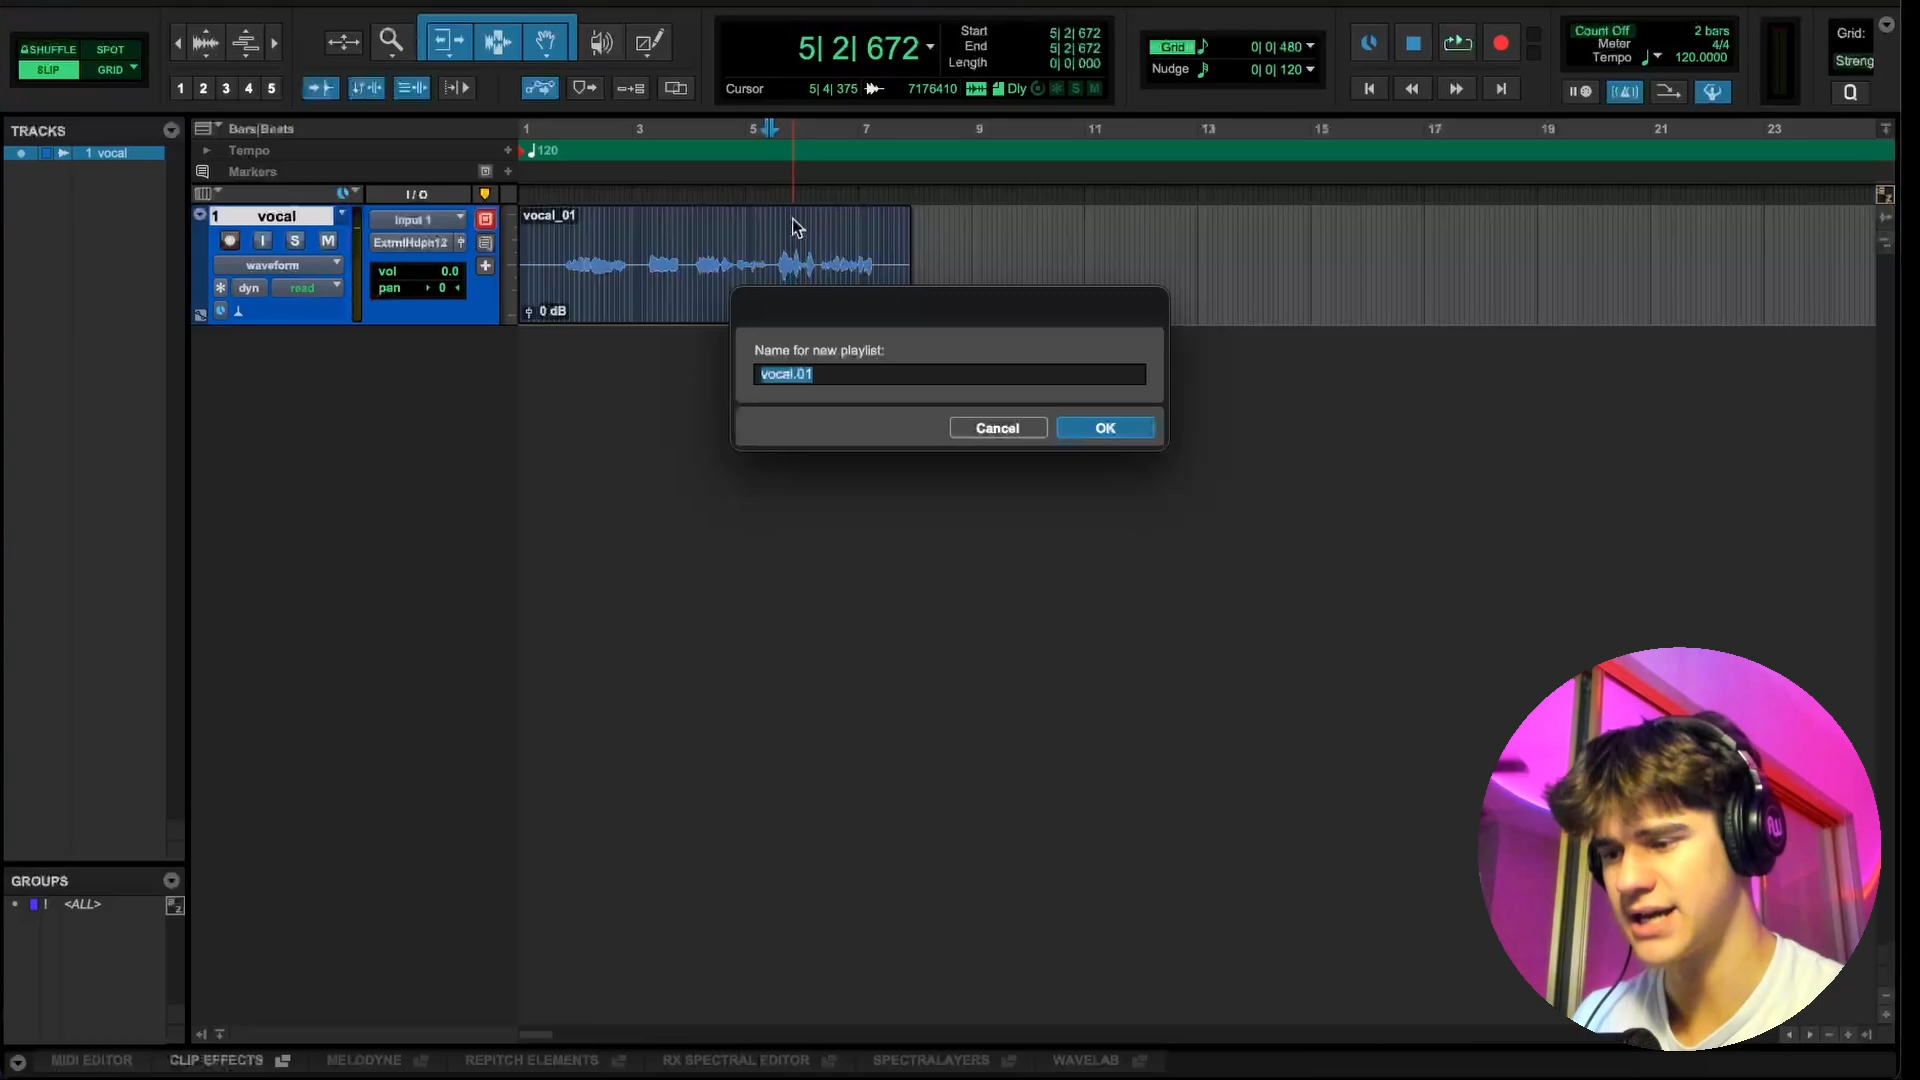 SHUFFLE SPOT
SLIP GRID
1 2 3 4 5
5| 2| 672
Start 5| 2| 672
End 5| 2| 672
Length 0| 0| 000
Cursor 5| 4| 375 7176410 Dly S M
Grid 0| 0| 480
Nudge 0| 0| 120
Count Off 2 bars
Meter 4/4
Tempo 120.0000
Grid:
Streng
Q
TRACKS
1 vocal
Bars|Beats 1 3 5 7 9 11 13 15 17 19 21 23
Tempo 120
Markers
I / O
1 vocal
I S M
waveform
dyn read
Input 1
ExtrnlHdph12
vol 0.0
pan 0
vocal_01
0 dB
Name for new playlist:
vocal.01
Cancel OK
GROUPS
! <ALL>
MIDI EDITOR CLIP EFFECTS MELODYNE REPITCH ELEMENTS RX SPECTRAL EDITOR SPECTRALAYERS WAVELAB